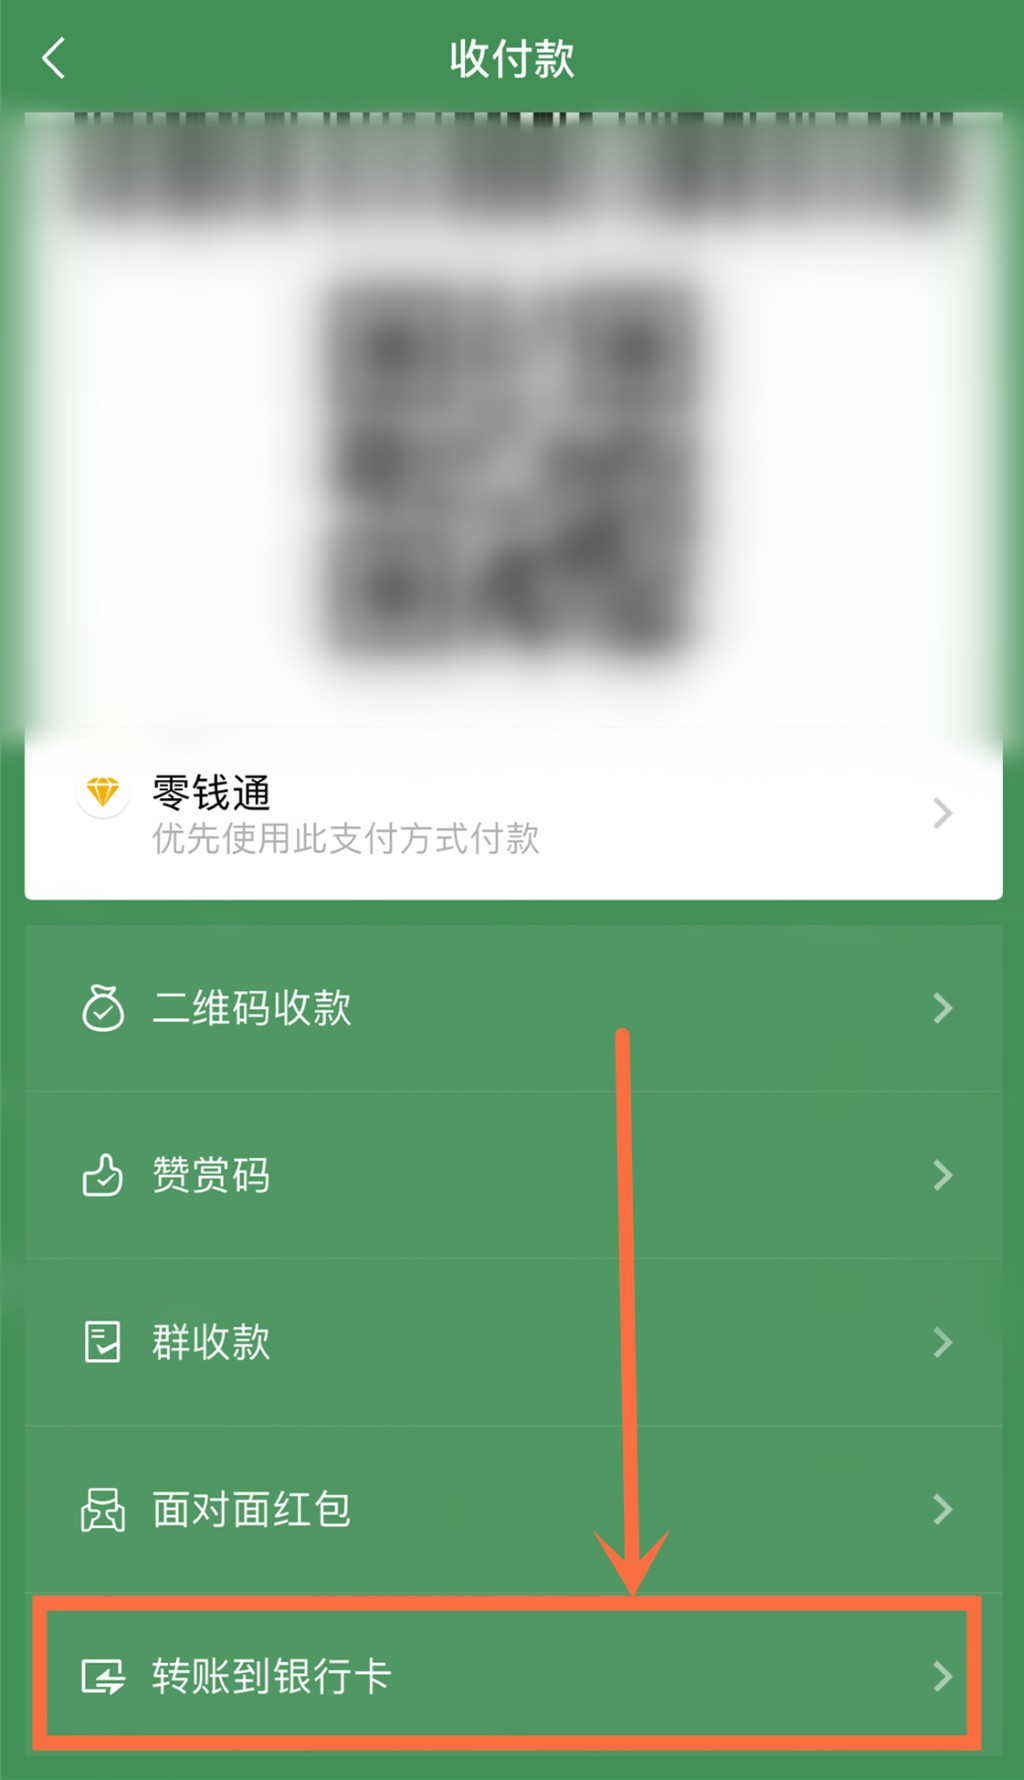 收付款
零钱通
优先使用此支付方式付款
二维码收款
赞赏码
群收款
面对面红包
转账到银行卡